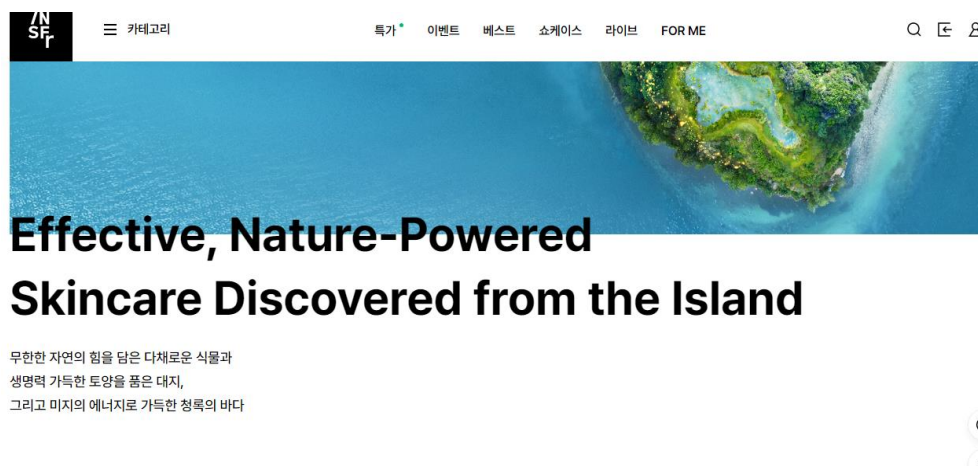 /N
SFr
카테고리
특가 이벤트 베스트 쇼케이스 라이브 FOR ME
Effective, Nature-Powered
Skincare Discovered from the Island
무한한 자연의 힘을 담은 다채로운 식물과
생명력 가득한 토양을 품은 대지,
그리고 미지의 에너지로 가득한 청록의 바다